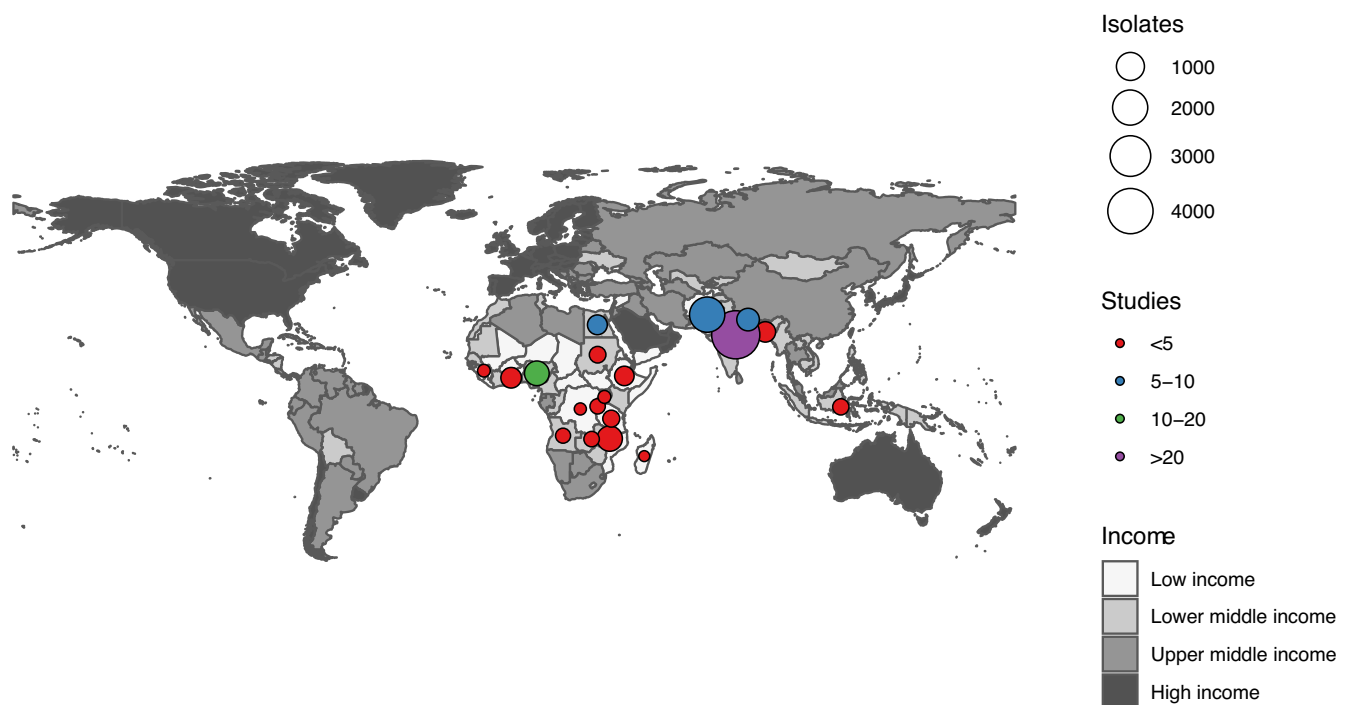 Isolates
1000
2000
3000
4000
Studies
<5
5−10
10−20
>20
Income
Low income
Lower middle income
Upper middle income
High income